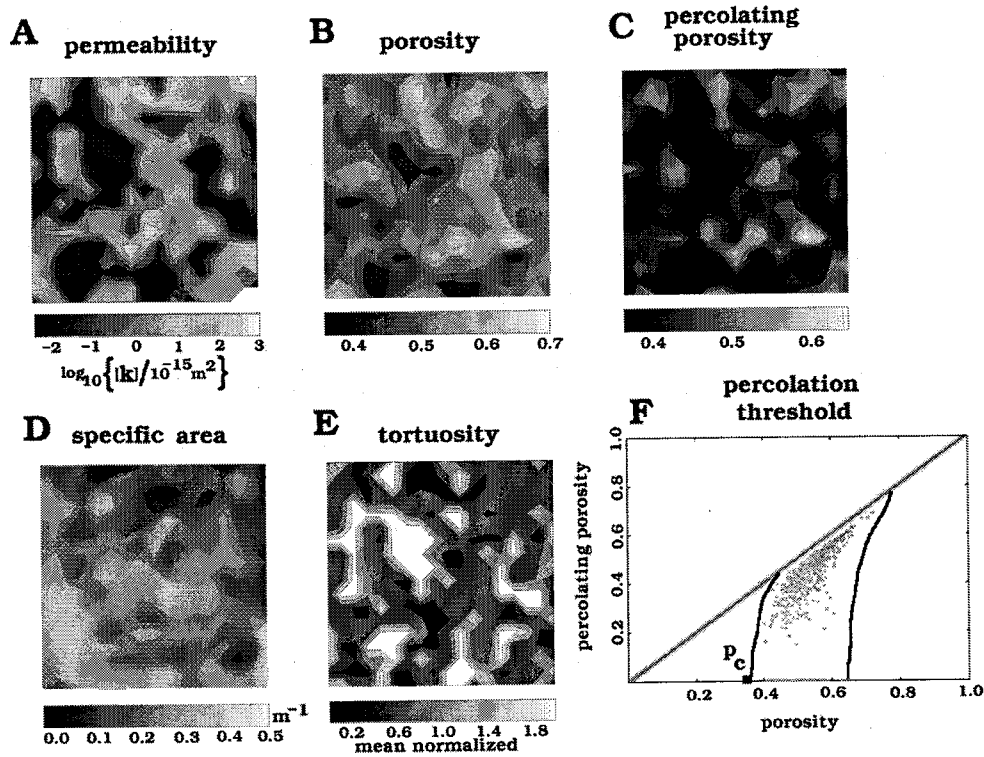 A permeability
B porosity
C percolating
porosity
-2 -1 0 1 2 3
log10{[k]/10^-15 m^2}
0.4 0.5 0.6 0.7
0.4 0.5 0.6
D specific area
E tortuosity
F percolation
threshold
0.0 0.1 0.2 0.3 0.4 0.5
m^-1
0.2 0.6 1.0 1.4 1.8
mean normalized
percolating porosity
1.0
0.8
0.6
0.4
0.2
Pc
0.2 0.4 0.6 0.8 1.0
porosity